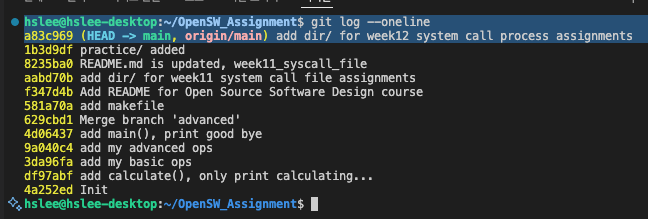 hslee@hslee-desktop:~/OpenSW_Assignment$ git log --oneline
a83c969 (HEAD -> main, origin/main) add dir/ for week12 system call process assignments
1b3d9df practice/ added
8235ba0 README.md is updated, week11_syscall_file
aabd70b add dir/ for week11 system call file assignments
f347d4b Add README for Open Source Software Design course
581a70a add makefile
629cbd1 Merge branch 'advanced'
4d06437 add main(), print good bye
9a040c4 add my advanced ops
3da96fa add my basic ops
df97abf add calculate(), only print calculating...
4a252ed Init
hslee@hslee-desktop:~/OpenSW_Assignment$